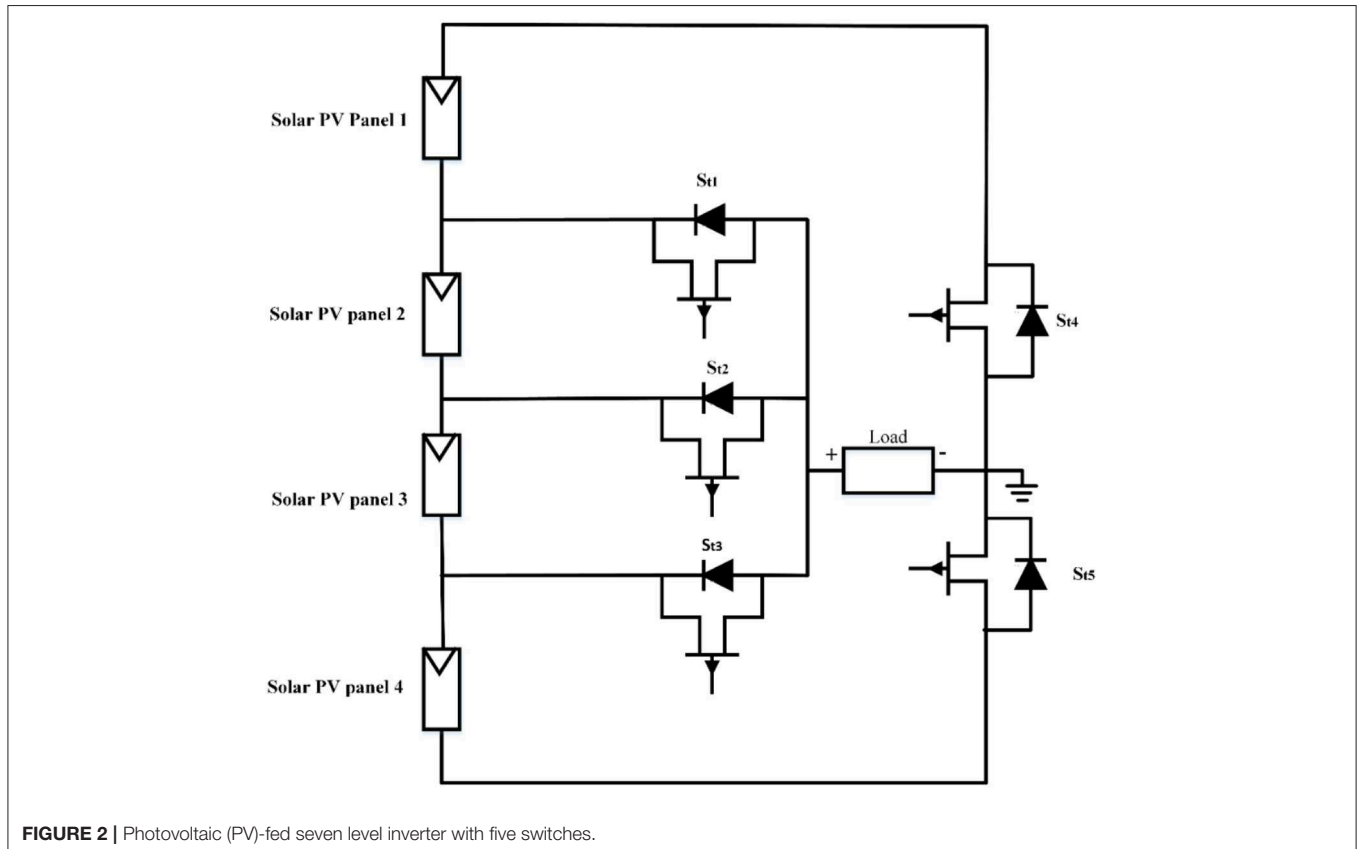 Solar PV Panel 1
St1
Solar PV panel 2
St4
St2
Load
+ -
Solar PV panel 3
St3
St5
Solar PV panel 4
FIGURE 2 | Photovoltaic (PV)-fed seven level inverter with five switches.